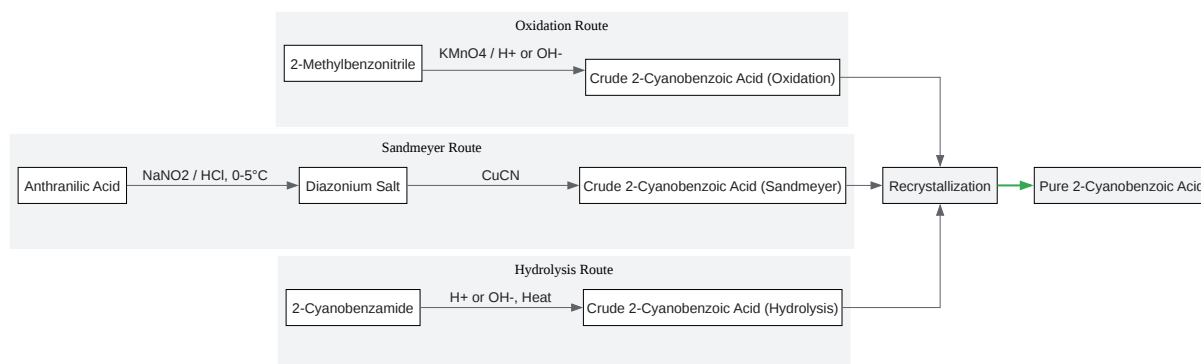 Oxidation Route
2-Methylbenzonitrile
KMnO4 / H+ or OH-
Crude 2-Cyanobenzoic Acid (Oxidation)
Sandmeyer Route
Anthranilic Acid
NaNO2 / HCl, 0-5°C
Diazonium Salt
CuCN
Crude 2-Cyanobenzoic Acid (Sandmeyer)
Recrystallization
Pure 2-Cyanobenzoic Acid
Hydrolysis Route
2-Cyanobenzamide
H+ or OH-, Heat
Crude 2-Cyanobenzoic Acid (Hydrolysis)